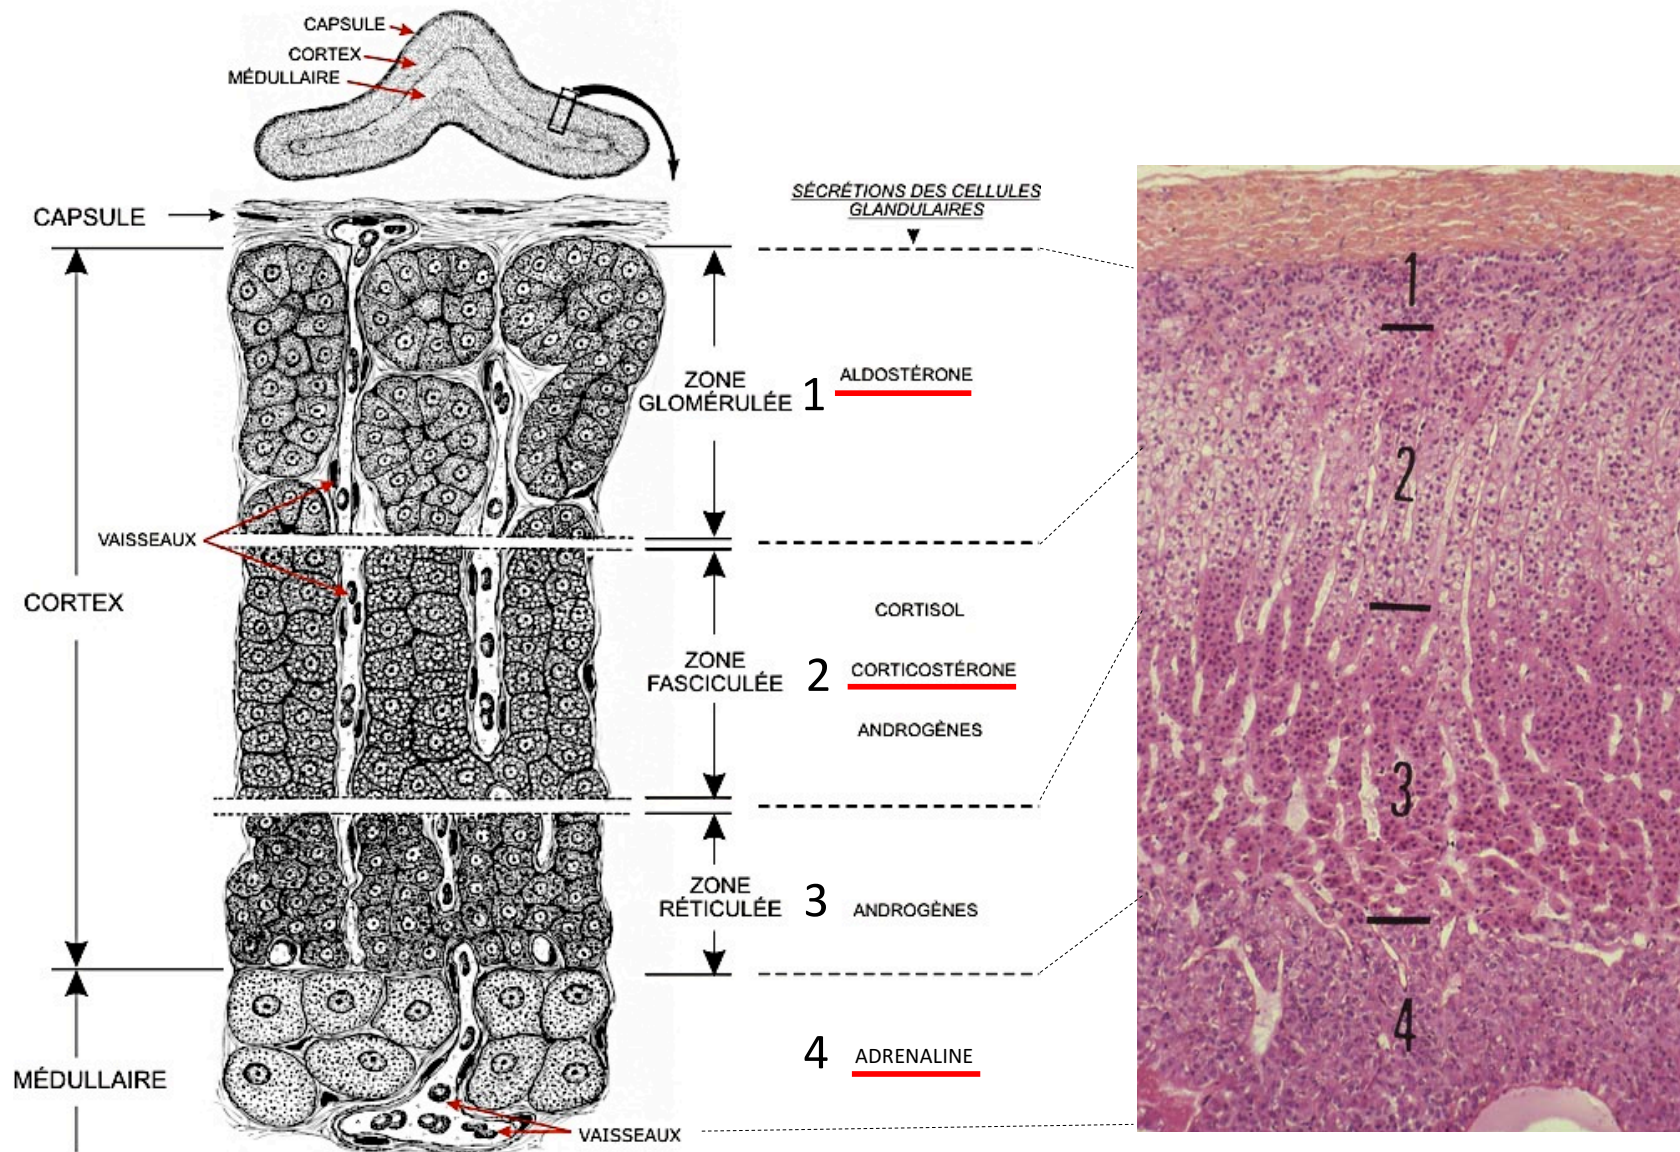 CAPSULE
CORTEX
MÉDULLAIRE
SÉCRÉTIONS DES CELLULES
GLANDULAIRES
CAPSULE
1
ZONE
GLOMÉRULÉE
1
ALDOSTÉRONE
2
VAISSEAUX
CORTEX
CORTISOL
ZONE
FASCICULÉE
2
CORTICOSTÉRONE
ANDROGÈNES
3
ZONE
RÉTICULÉE
3
ANDROGÈNES
4
4
ADRENALINE
MÉDULLAIRE
VAISSEAUX